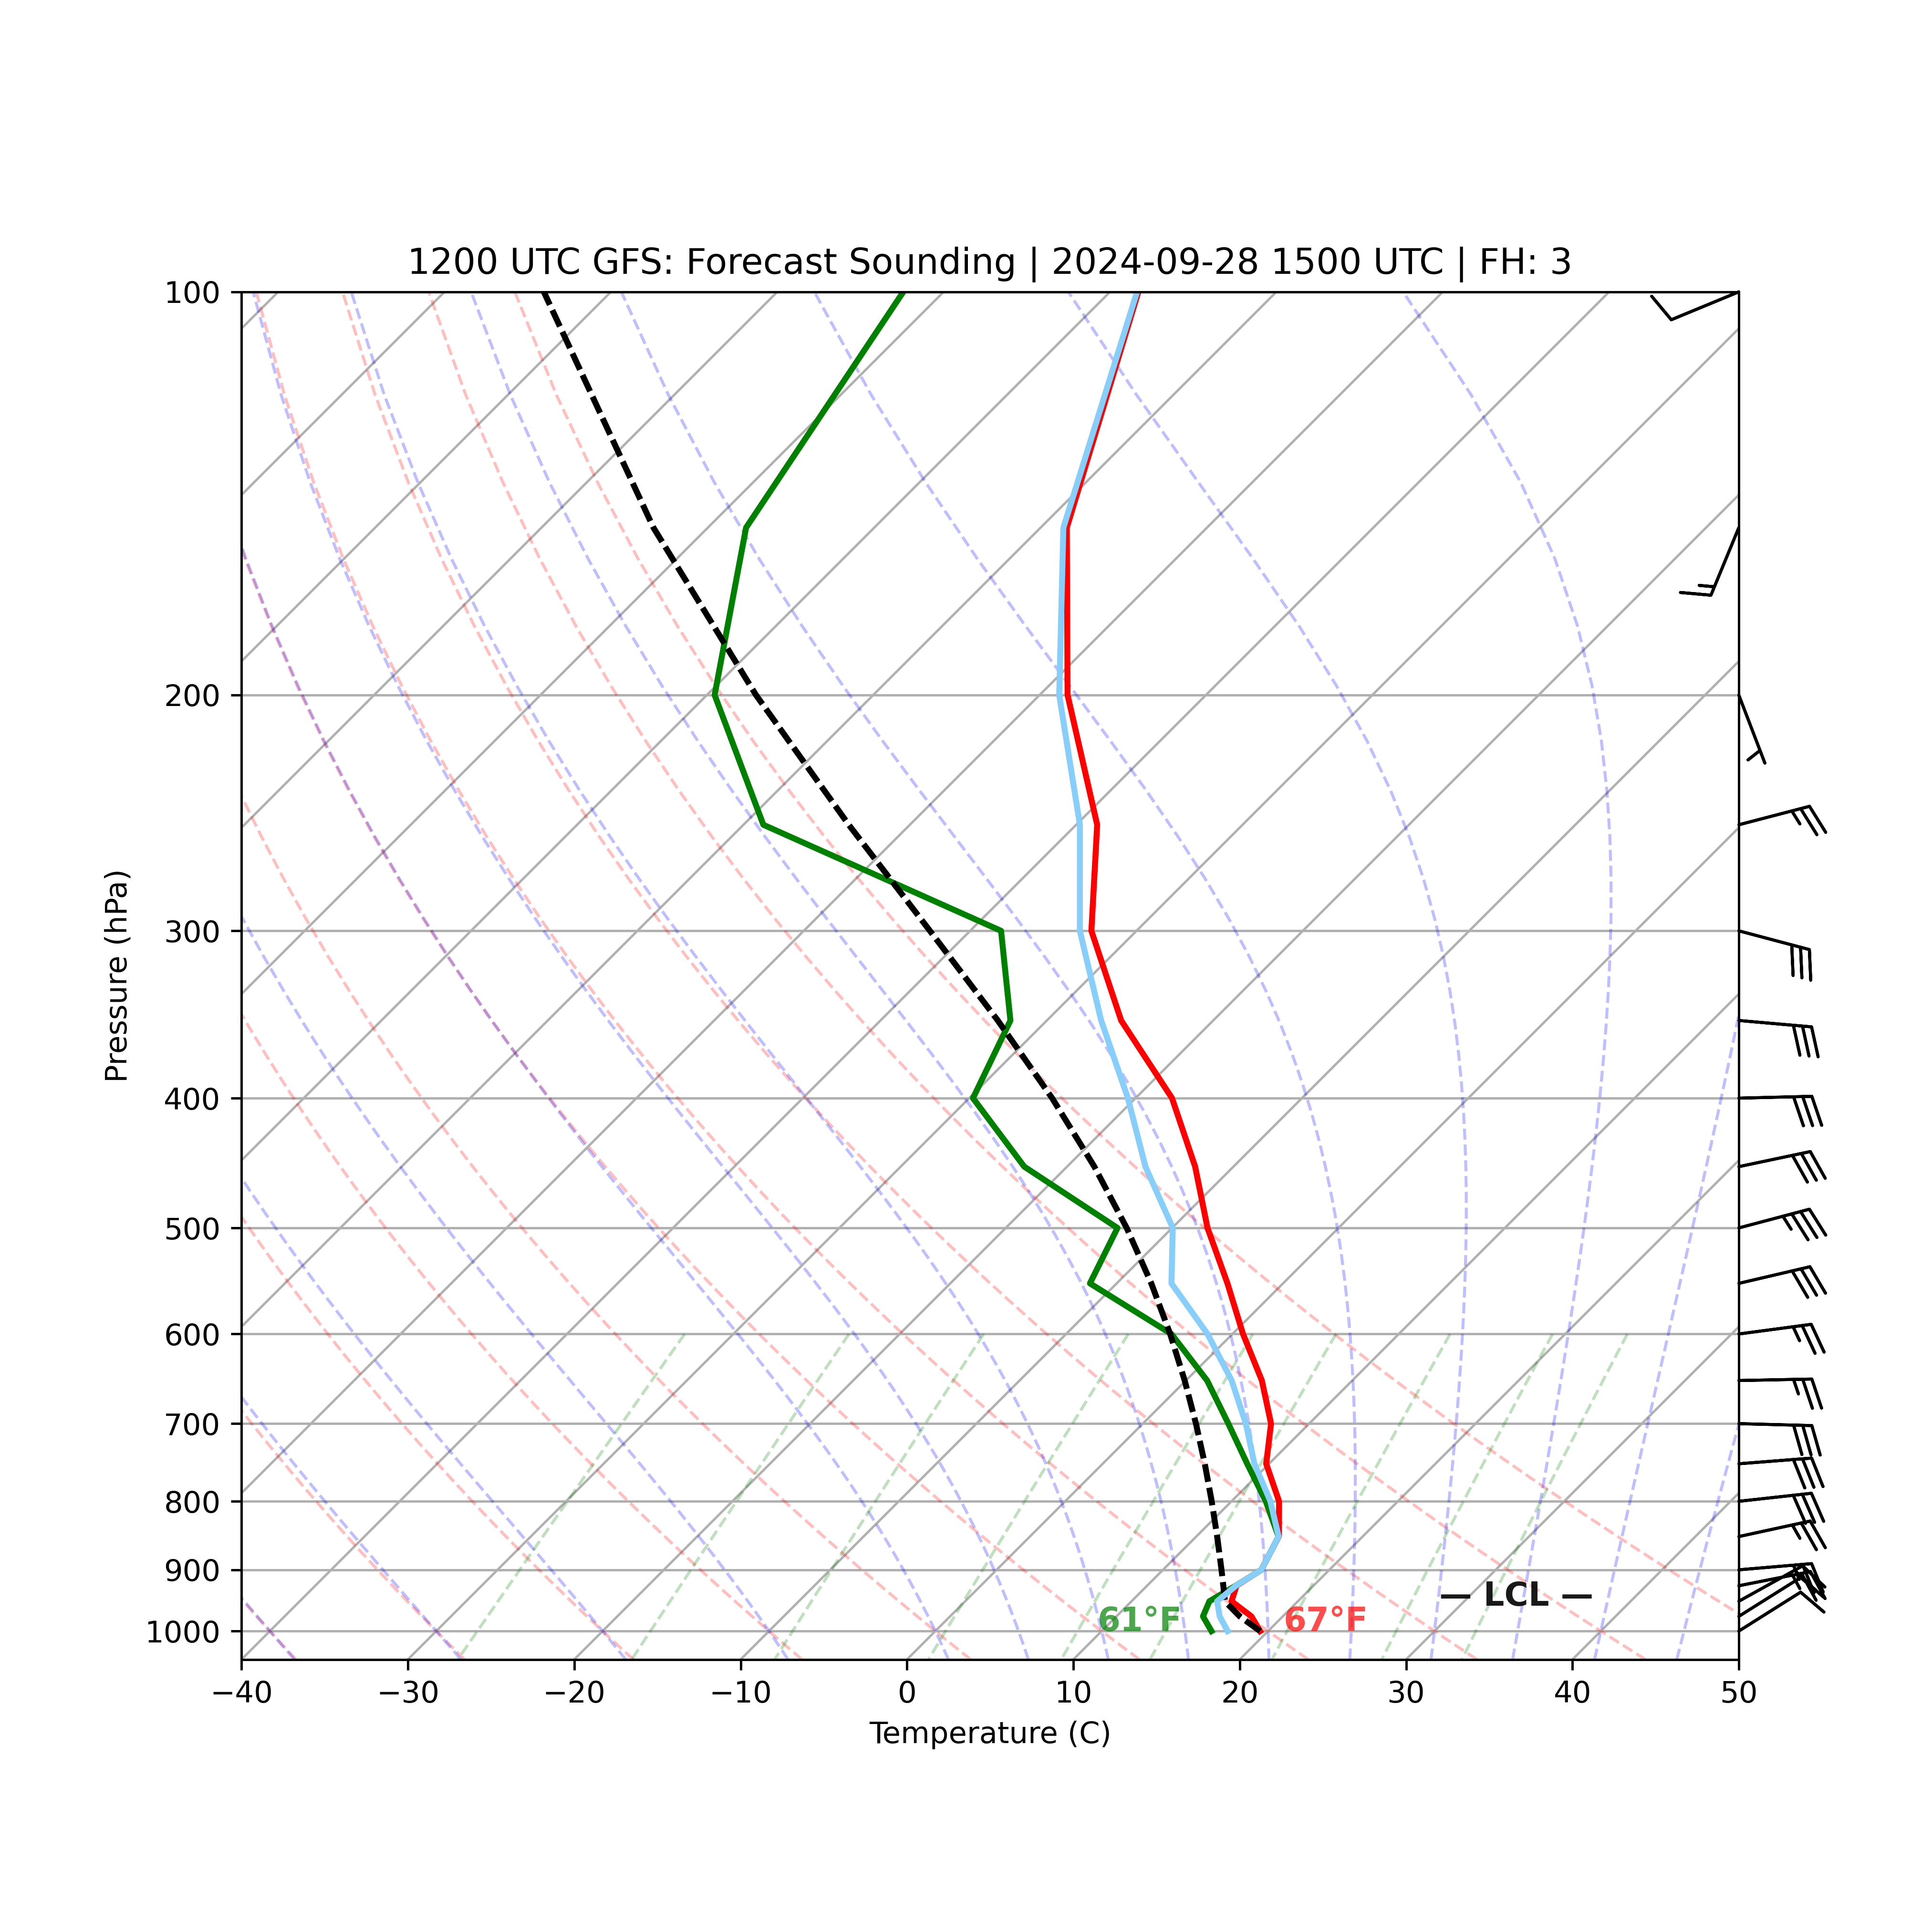 1200 UTC GFS: Forecast Sounding | 2024-09-28 1500 UTC | FH: 3
100
200
300
400
500
600
700
800
900
1000
Pressure (hPa)
— LCL —
61°F
67°F
−40 −30 −20 −10 0 10 20 30 40 50
Temperature (C)